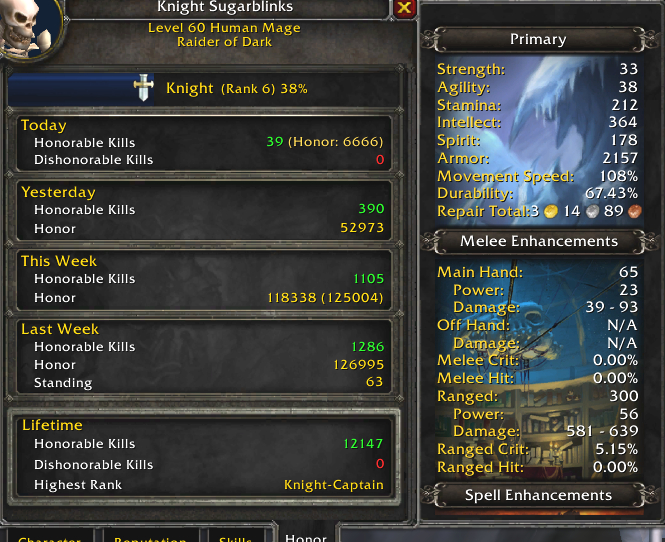 Knight Sugarblinks
Level 60 Human Mage
Raider of Dark
Knight (Rank 6) 38%
Today
Honorable Kills 39 (Honor: 6666)
Dishonorable Kills 0
Yesterday
Honorable Kills 390
Honor 52973
This Week
Honorable Kills 1105
Honor 118338 (125004)
Last Week
Honorable Kills 1286
Honor 126995
Standing 63
Lifetime
Honorable Kills 12147
Dishonorable Kills 0
Highest Rank Knight-Captain
Character Reputation Skills Honor
Primary
Strength: 33
Agility: 38
Stamina: 212
Intellect: 364
Spirit: 178
Armor: 2157
Movement Speed: 108%
Durability: 67.43%
Repair Total:3 14 89
Melee Enhancements
Main Hand: 65
Power: 23
Damage: 39 - 93
Off Hand: N/A
Damage: N/A
Melee Crit: 0.00%
Melee Hit: 0.00%
Ranged: 300
Power: 56
Damage: 581 - 639
Ranged Crit: 5.15%
Ranged Hit: 0.00%
Spell Enhancements